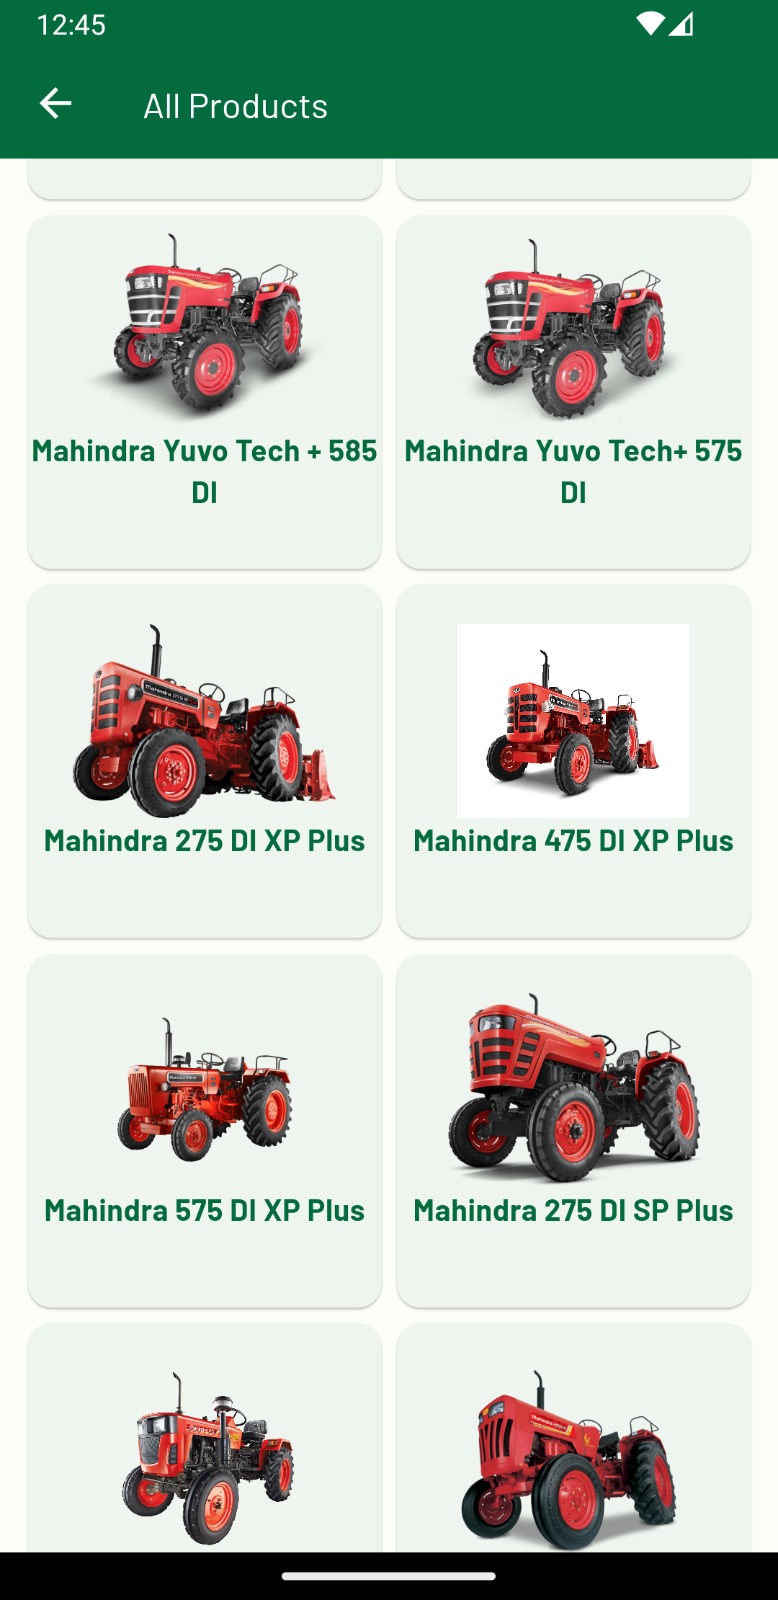 12:45
All Products
Mahindra Yuvo Tech + 585
DI
Mahindra Yuvo Tech+ 575
DI
Mahindra 275 DI XP Plus
Mahindra 475 DI XP Plus
Mahindra 575 DI XP Plus
Mahindra 275 DI SP Plus